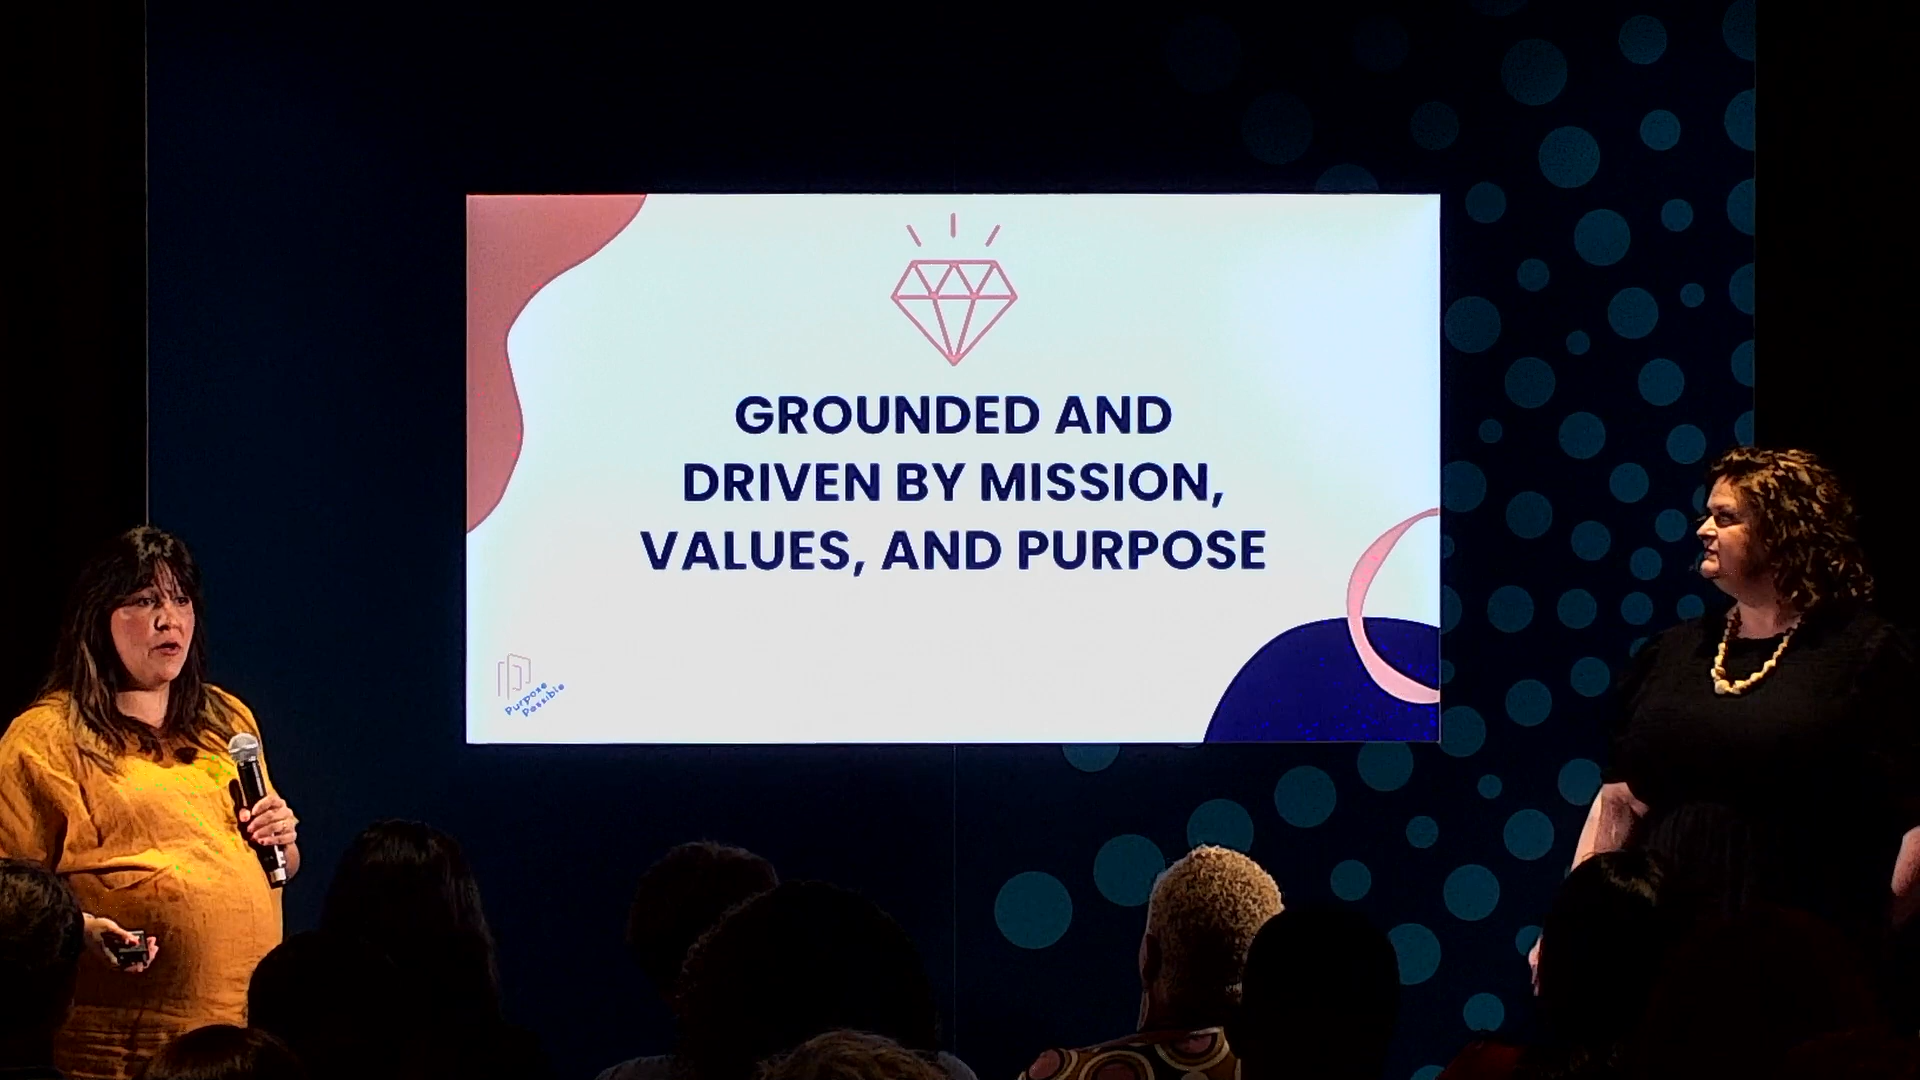 GROUNDED AND
DRIVEN BY MISSION,
VALUES, AND PURPOSE
Purpose
Possible